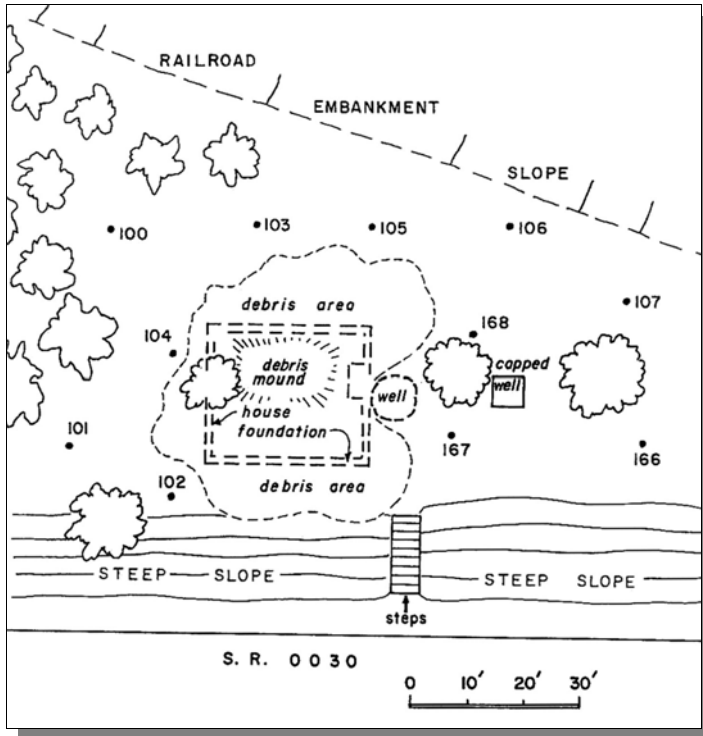 RAILROAD
EMBANKMENT
SLOPE
100
103
105
106
107
debris area
104
168
debris
mound
capped
well
well
house
foundation
101
102
167
166
debris area
STEEP SLOPE
STEEP SLOPE
steps
S.R. 0030
0 10' 20' 30'